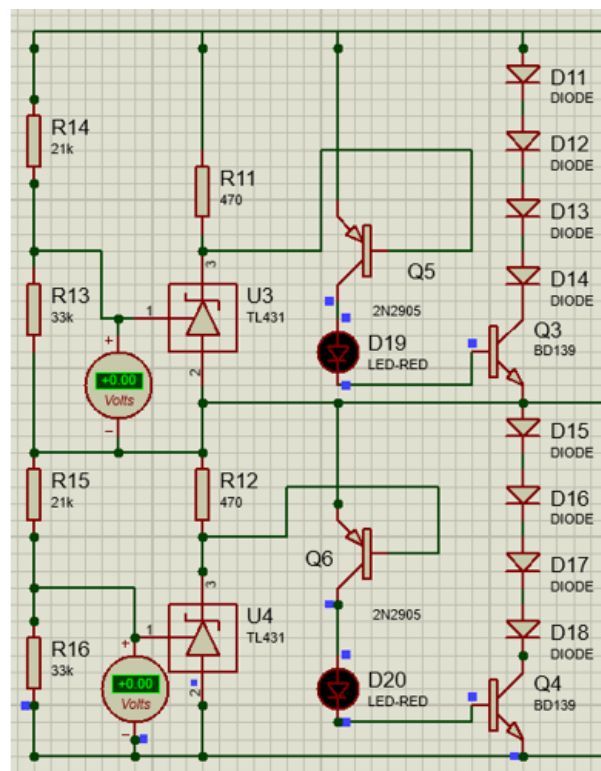 D11
DIODE
R14
21k
D12
DIODE
R11
470
D13
DIODE
3
Q5
D14
DIODE
R13
33k
1
U3
TL431
2N2905
Q3
BD139
D19
LED-RED
+
+0.00
Volts
2
D15
DIODE
R15
21k
R12
470
D16
DIODE
Q6
D17
DIODE
3
2N2905
U4
TL431
D18
DIODE
R16
33k
1
+
+0.00
Volts
2
D20
LED-RED
Q4
BD139